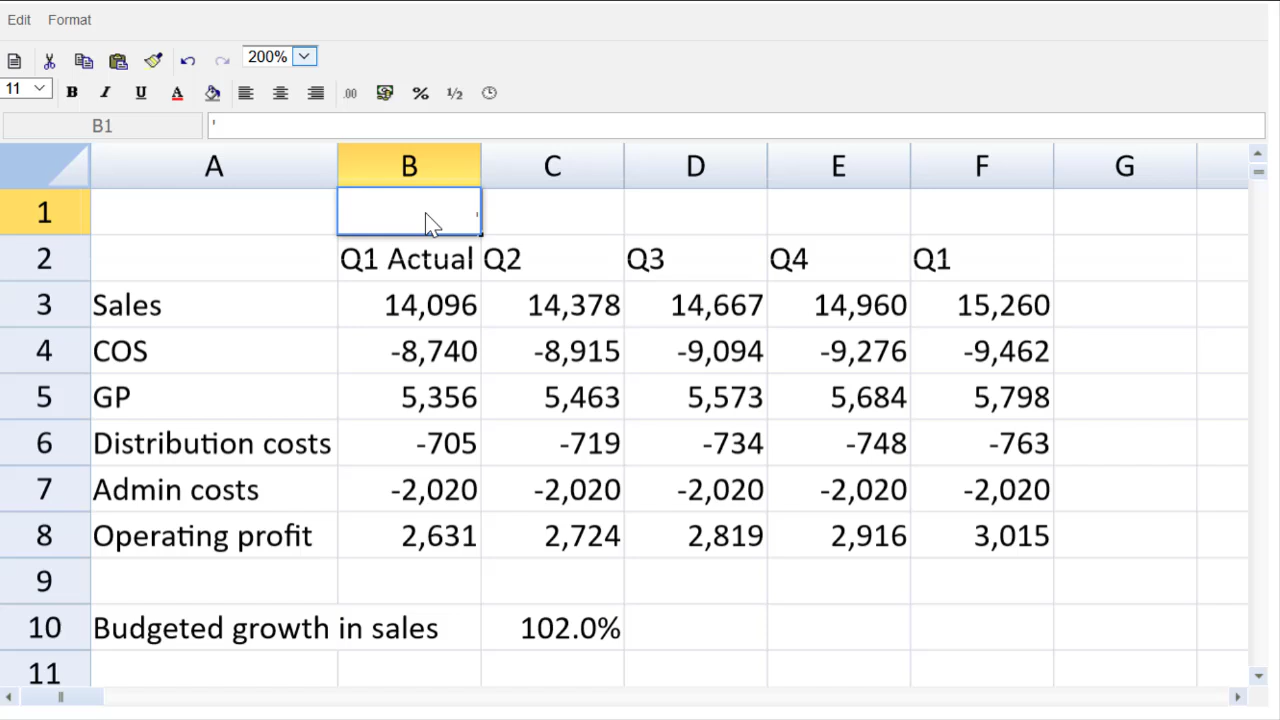 Edit Format
200%
11 B I U A .00 % ½
B1 '
A B C D E F G
1 '
2 Q1 Actual Q2 Q3 Q4 Q1
3 Sales 14,096 14,378 14,667 14,960 15,260
4 COS -8,740 -8,915 -9,094 -9,276 -9,462
5 GP 5,356 5,463 5,573 5,684 5,798
6 Distribution costs -705 -719 -734 -748 -763
7 Admin costs -2,020 -2,020 -2,020 -2,020 -2,020
8 Operating profit 2,631 2,724 2,819 2,916 3,015
9
10 Budgeted growth in sales 102.0%
11